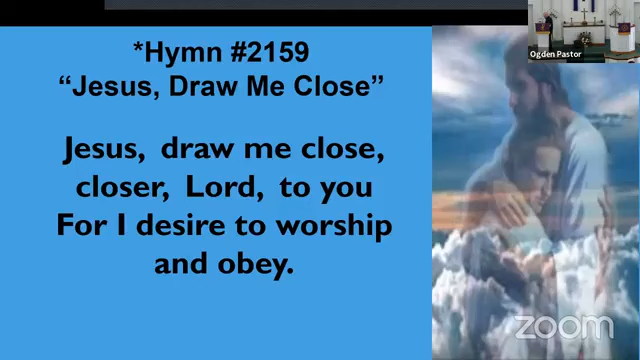 *Hymn #2159
“Jesus, Draw Me Close”
Jesus, draw me close,
closer, Lord, to you
For I desire to worship
and obey.
Ogden Pastor
zoom